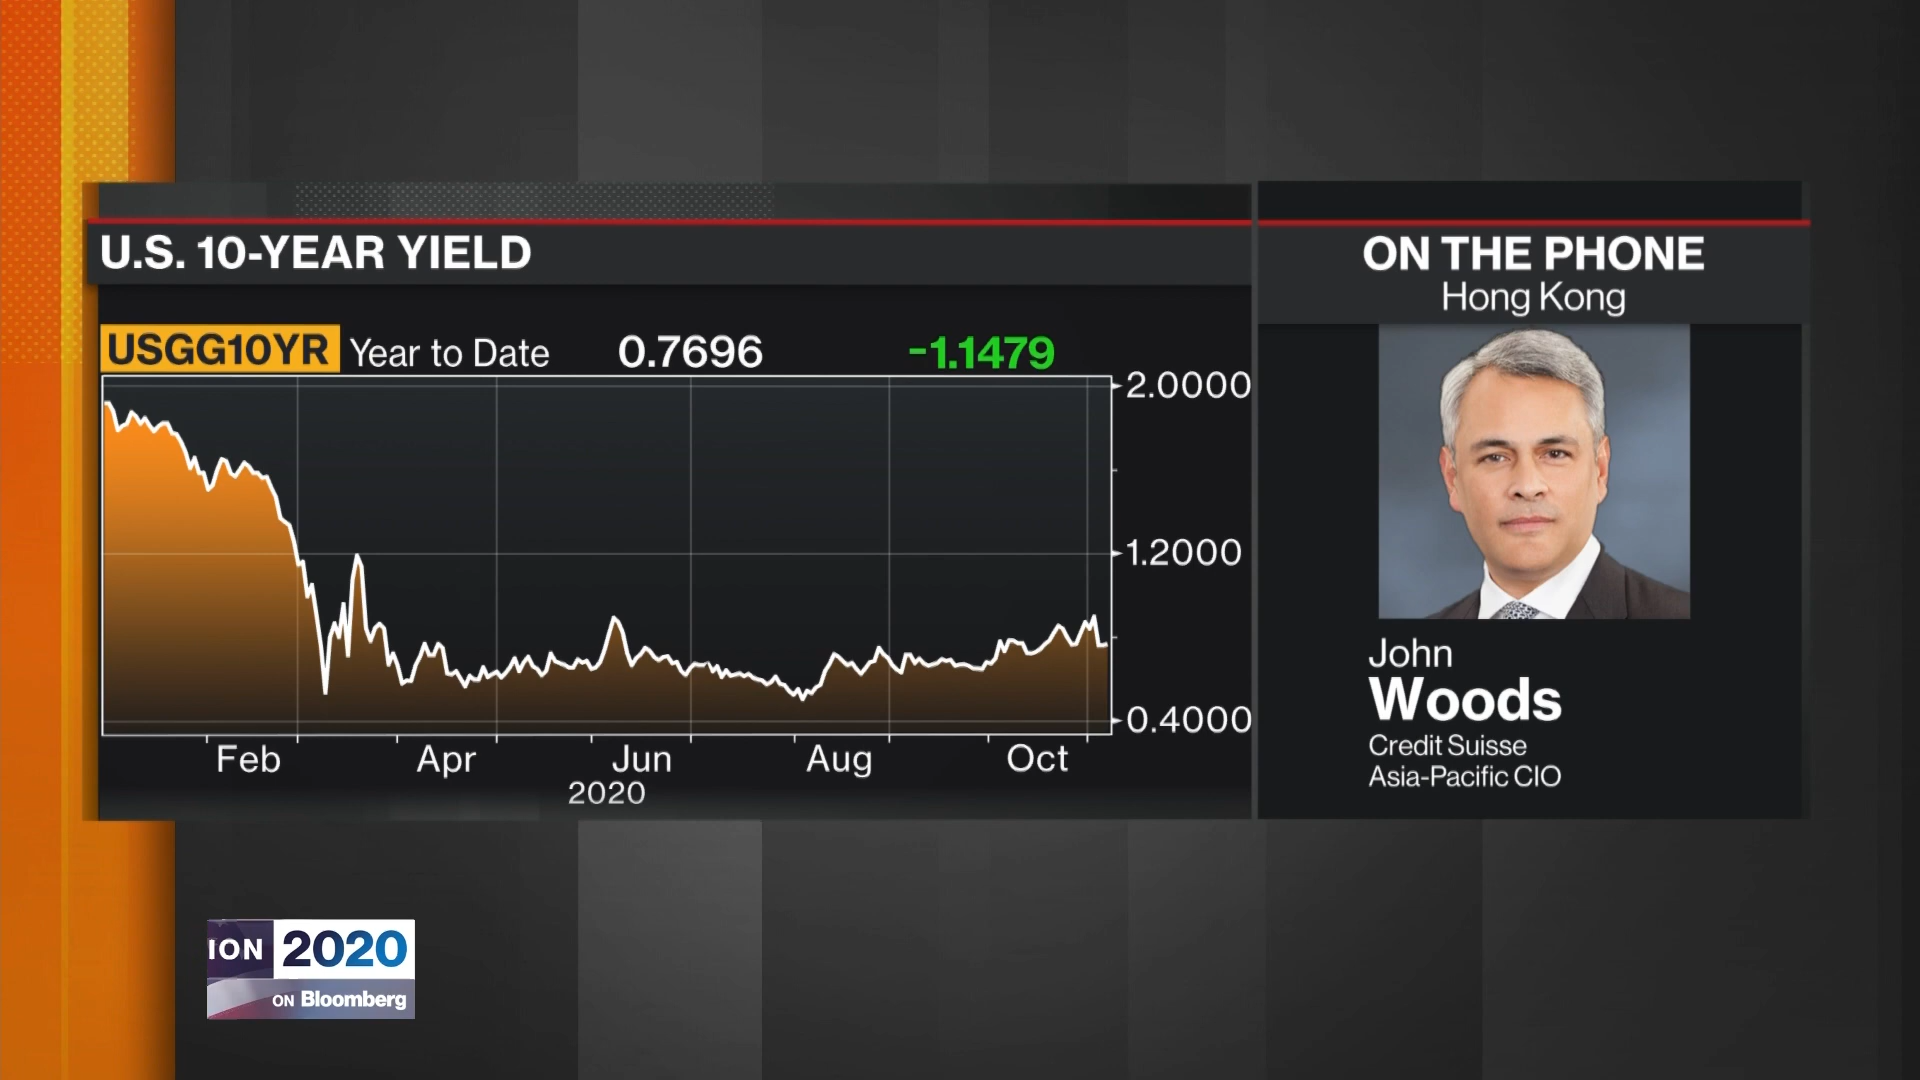 U.S. 10-YEAR YIELD
USGG10YR Year to Date 0.7696 -1.1479
2.0000
1.2000
0.4000
Feb Apr Jun Aug Oct
2020
ON THE PHONE
Hong Kong
John
Woods
Credit Suisse
Asia-Pacific CIO
ION 2020
ON Bloomberg